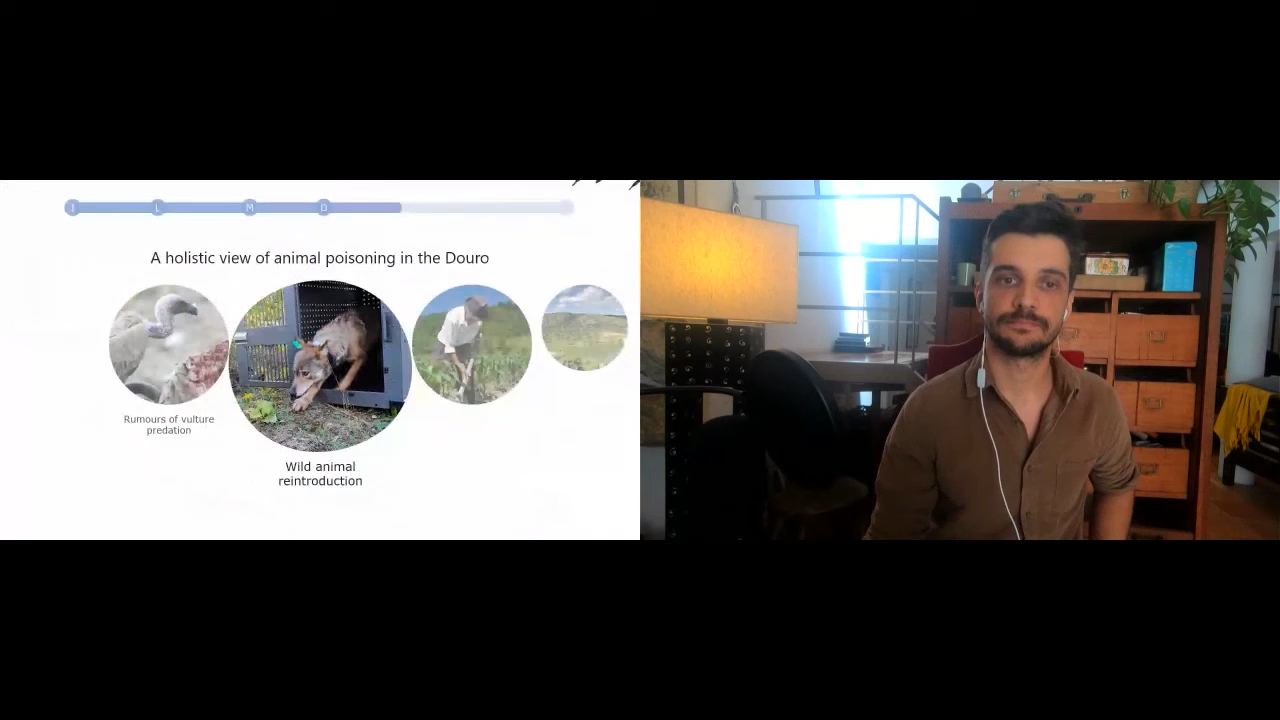 I L M D
A holistic view of animal poisoning in the Douro
Rumours of vulture
predation
Wild animal
reintroduction